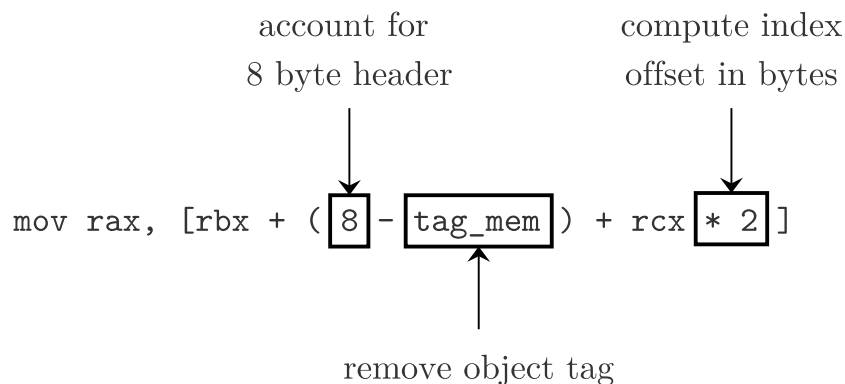 account for
8 byte header
compute index
offset in bytes
mov rax, [rbx + ( 8 - tag_mem ) + rcx * 2 ]
remove object tag